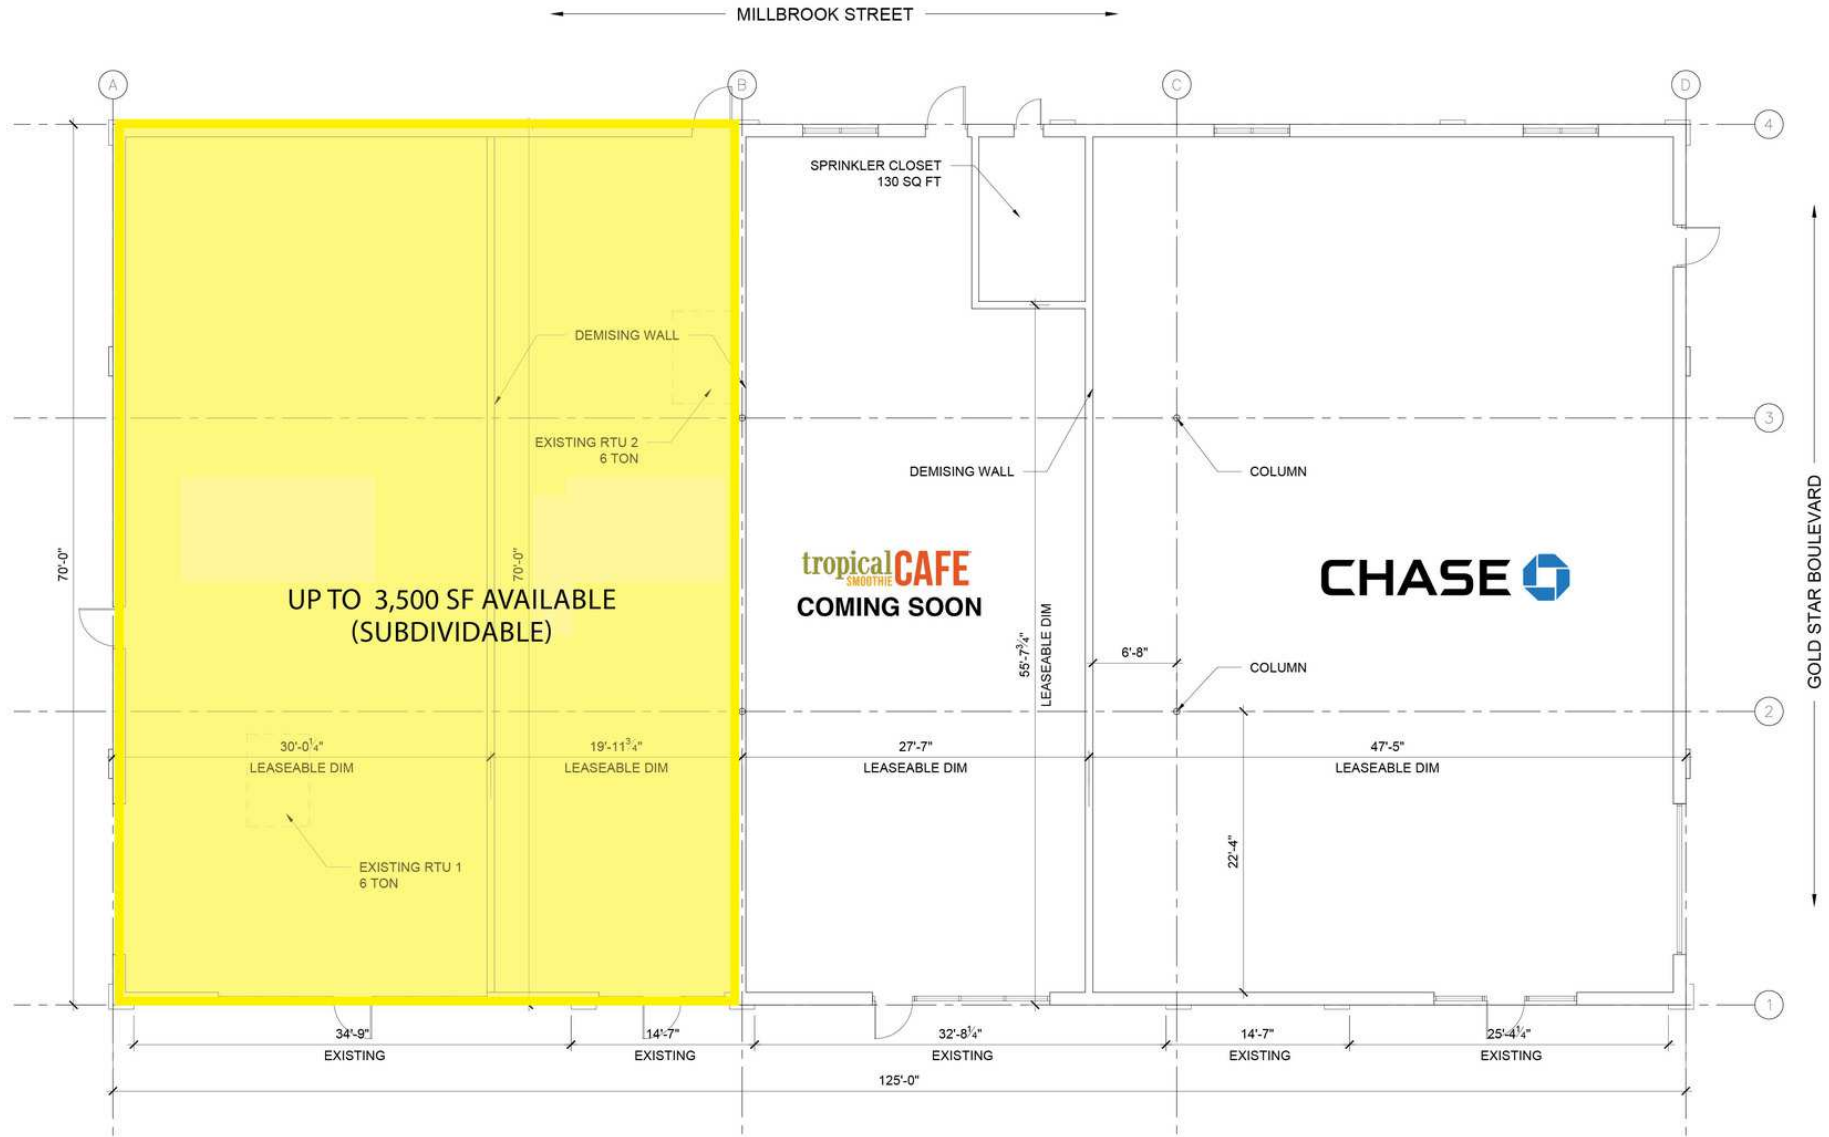 MILLBROOK STREET
A
B
C
D
4
SPRINKLER CLOSET
130 SQ FT
DEMISING WALL
3
EXISTING RTU 2
6 TON
DEMISING WALL
COLUMN
70'-0"
70'-0"
tropical CAFE
SMOOTHIE
COMING SOON
CHASE
UP TO 3,500 SF AVAILABLE
(SUBDIVIDABLE)
GOLD STAR BOULEVARD
55'-7¾"
LEASEABLE DIM
6'-8"
COLUMN
2
30'-0¼"
LEASEABLE DIM
19'-11¾"
LEASEABLE DIM
27'-7"
LEASEABLE DIM
47'-5"
LEASEABLE DIM
22'-4"
EXISTING RTU 1
6 TON
1
34'-9"
EXISTING
14'-7"
EXISTING
32'-8¼"
EXISTING
14'-7"
EXISTING
25'-4¼"
EXISTING
125'-0"